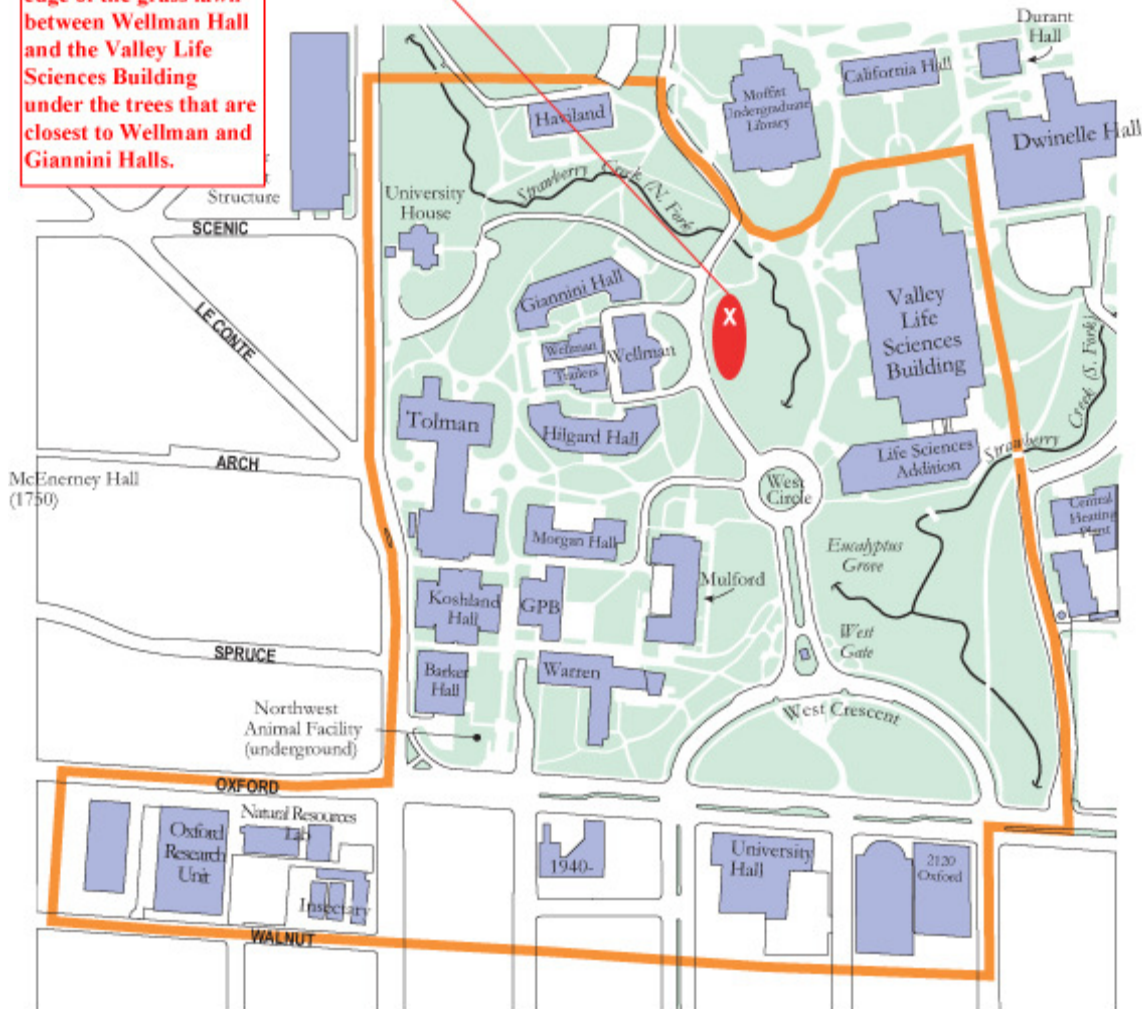 edge of the grass lawn
between Wellman Hall
and the Valley Life
Sciences Building
under the trees that are
closest to Wellman and
Giannini Halls.
Durant
Hall
California Hall
Moffitt
Undergraduate
Library
Dwinelle Hall
Haviland
Strawberry Creek (N. Fork)
Structure
University
House
SCENIC
LE CONTE
Giannini Hall
X
Valley
Life
Sciences
Building
Wellman
Trailers
Wellman
Creek (S. Fork)
Strawberry
Tolman
Hilgard Hall
Life Sciences
Addition
ARCH
McEnerney Hall
(1750)
West
Circle
Central
Heating
Plant
Morgan Hall
Eucalyptus
Grove
Mulford
Koshland
Hall
GPB
West
Gate
SPRUCE
Barker
Hall
Warren
Northwest
Animal Facility
(underground)
West Crescent
OXFORD
Natural Resources
Lab
Oxford
Research
Unit
Insectary
1940-
University
Hall
2120
Oxford
WALNUT